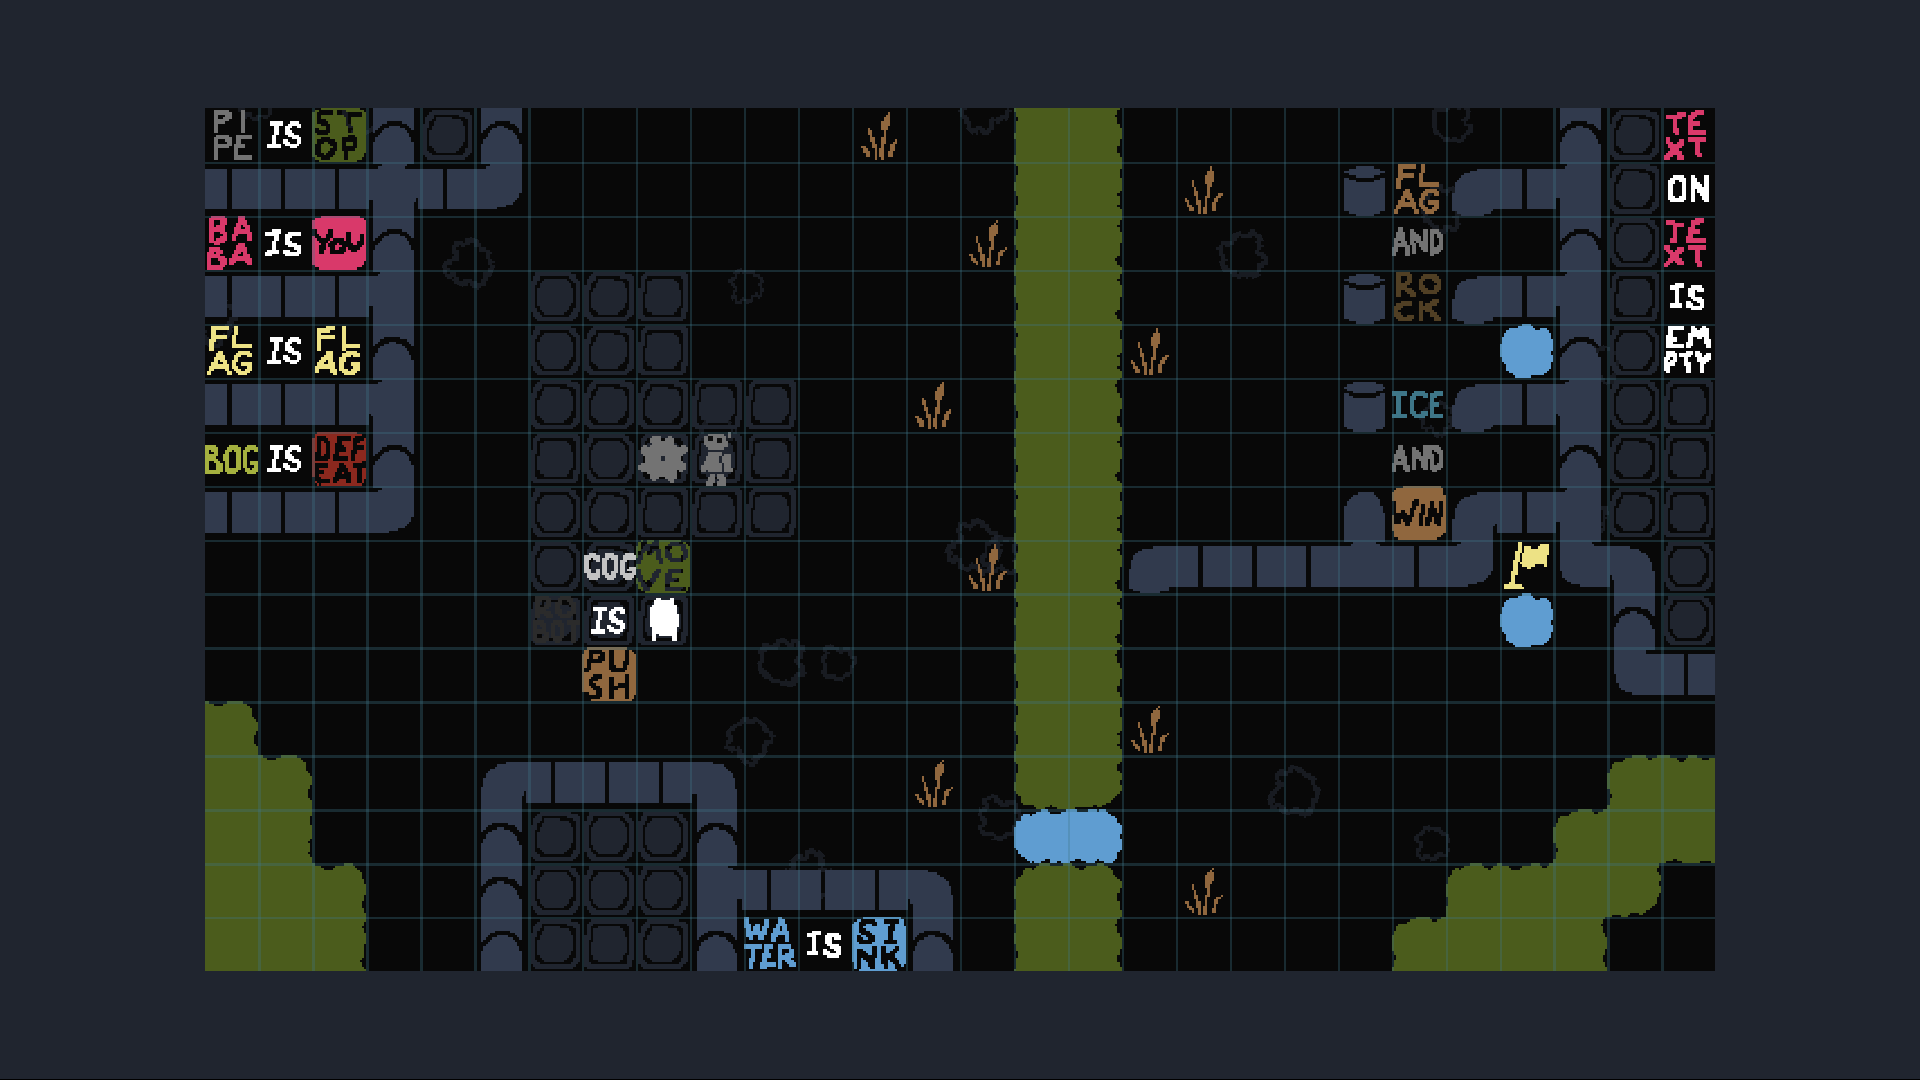 PIPE IS STOP
TEXT
FLAG
ON
BABA IS YOU
AND
TEXT
ROCK
IS
FLAG IS FLAG
EMPTY
ICE
BOG IS DEFEAT
AND
WIN
COG MOVE
ROBOT IS
PUSH
WATER IS SINK